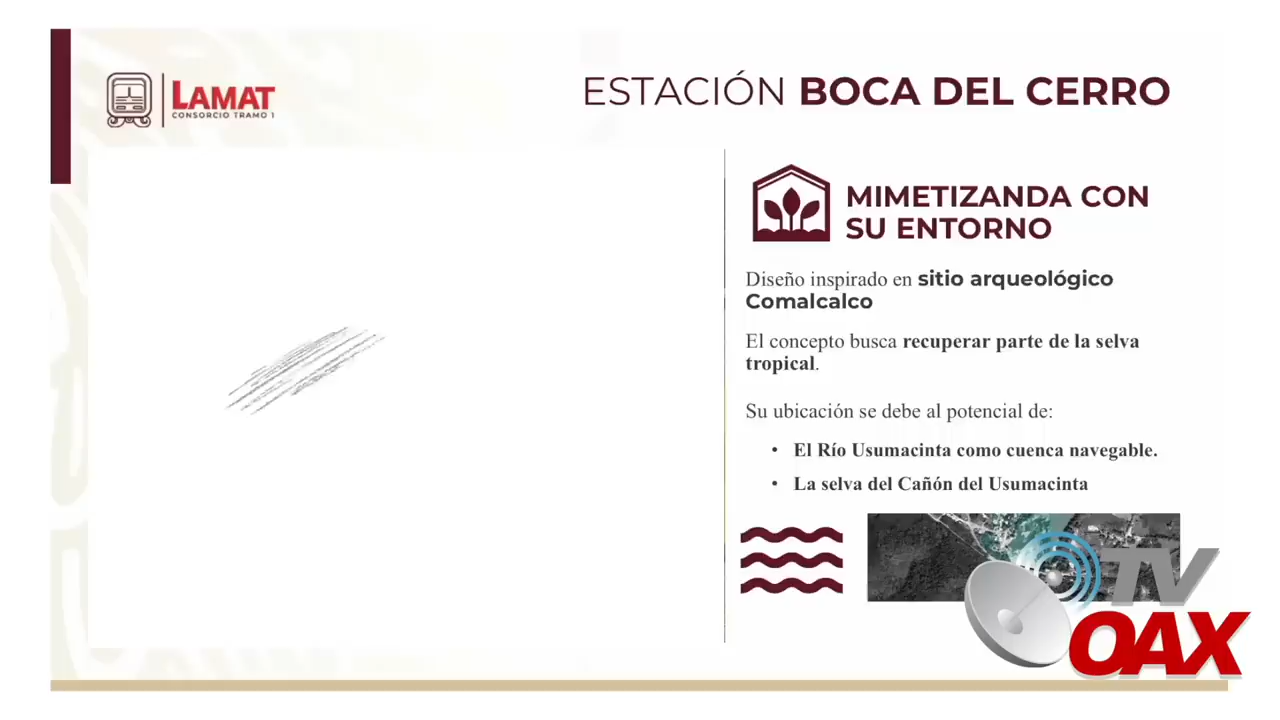 LAMAT
CONSORCIO TRAMO 1
ESTACIÓN BOCA DEL CERRO
MIMETIZANDA CON
SU ENTORNO
Diseño inspirado en sitio arqueológico
Comalcalco
El concepto busca recuperar parte de la selva
tropical.
Su ubicación se debe al potencial de:
• El Río Usumacinta como cuenca navegable.
• La selva del Cañón del Usumacinta
TV
OAX